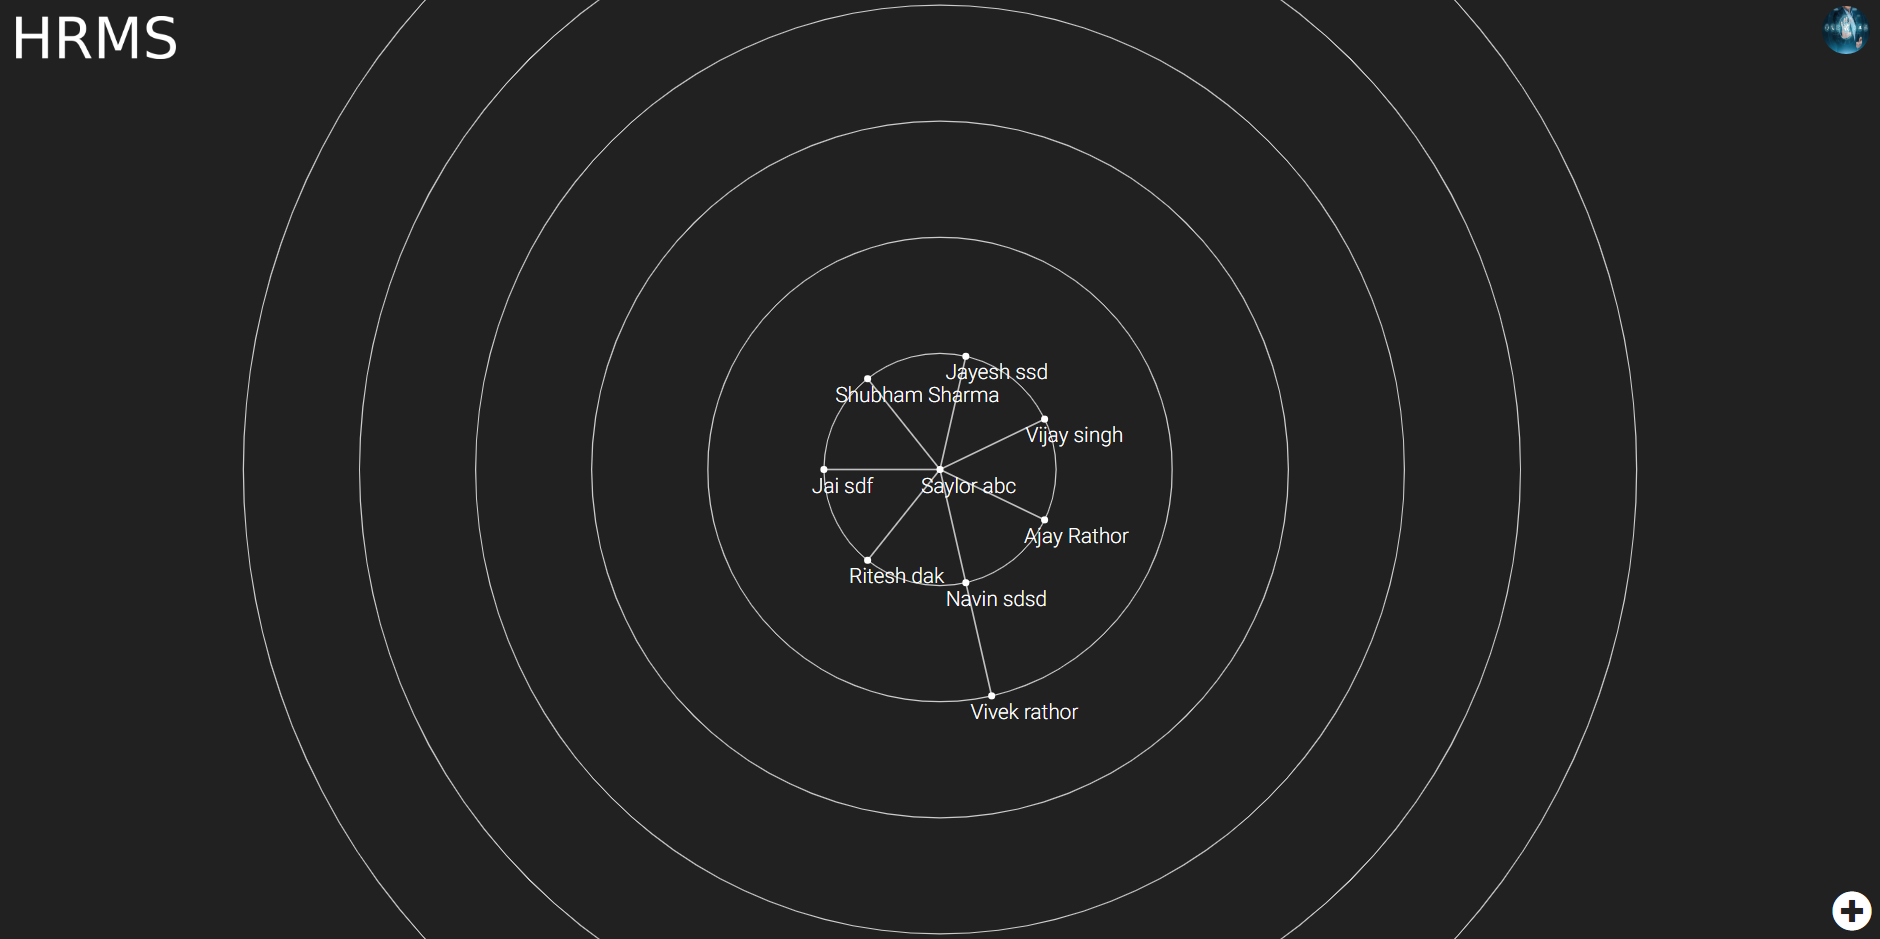 HRMS
Jayesh ssd
Shubham Sharma
Vijay singh
Jai sdf
Saylor abc
Ajay Rathor
Ritesh dak
Navin sdsd
Vivek rathor